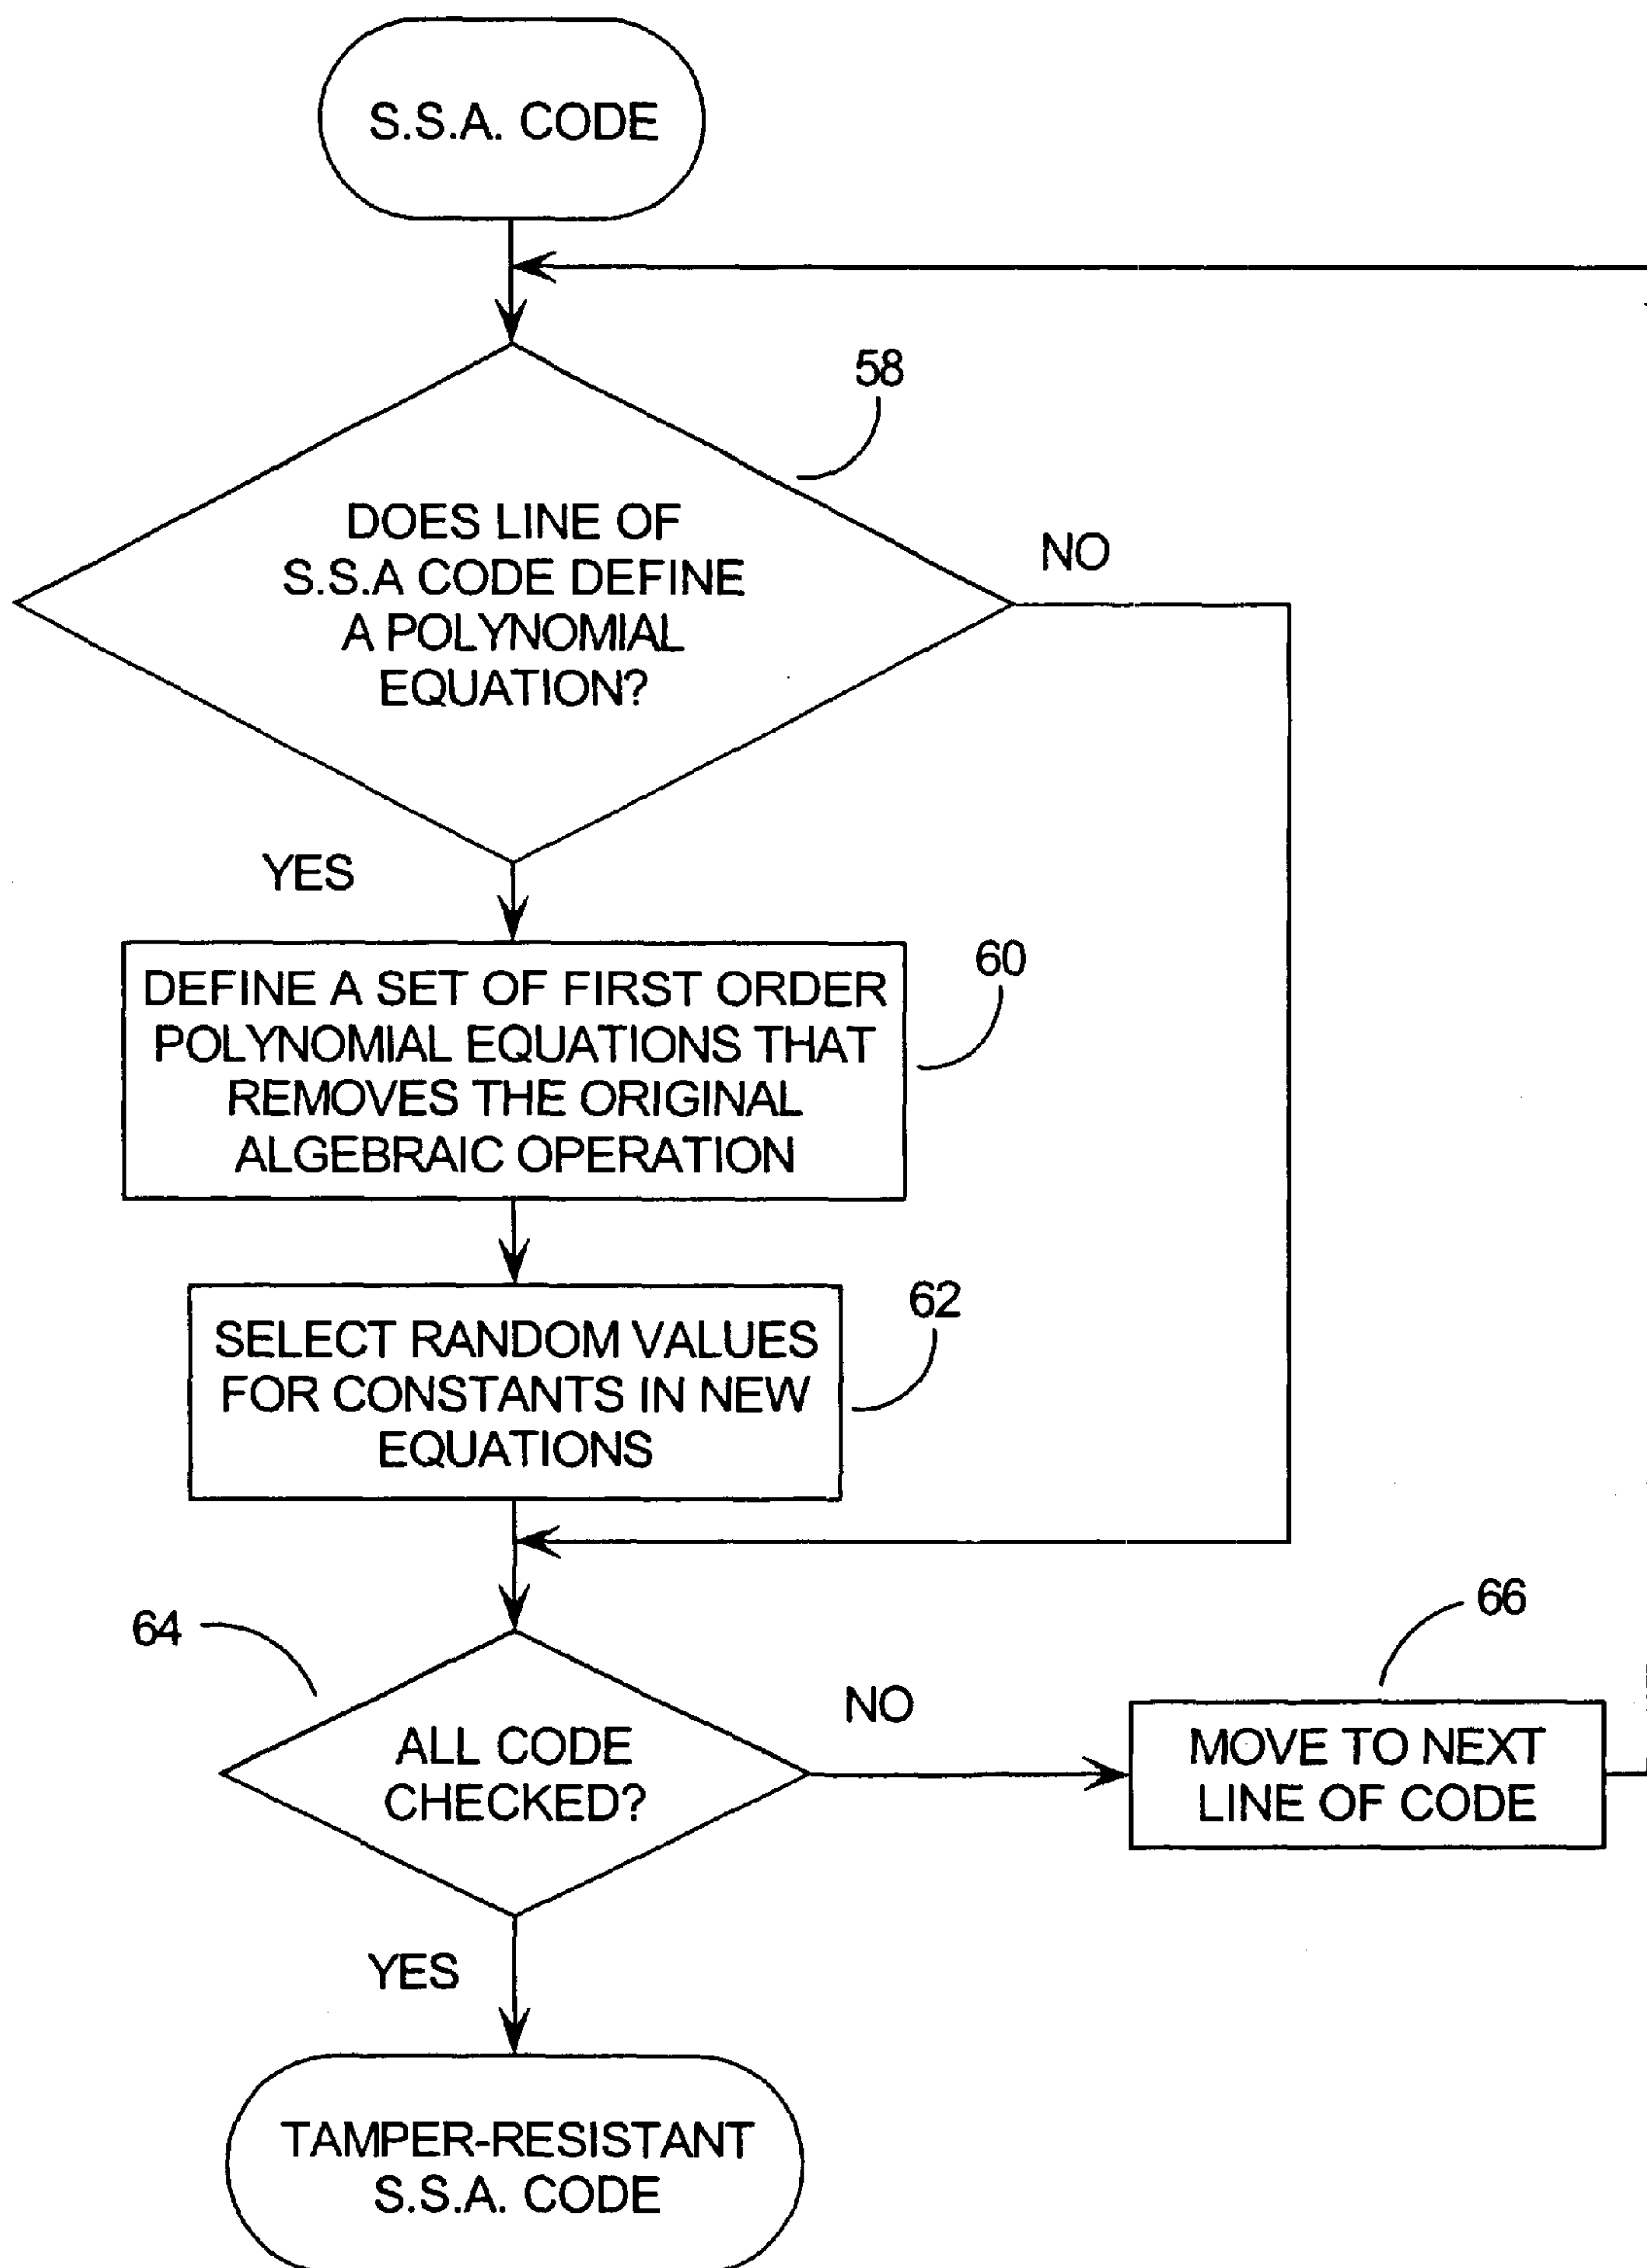 S.S.A. CODE
58
DOES LINE OF
S.S.A CODE DEFINE
A POLYNOMIAL
EQUATION?
NO
YES
60
DEFINE A SET OF FIRST ORDER
POLYNOMIAL EQUATIONS THAT
REMOVES THE ORIGINAL
ALGEBRAIC OPERATION
62
SELECT RANDOM VALUES
FOR CONSTANTS IN NEW
EQUATIONS
64
ALL CODE
CHECKED?
NO
66
MOVE TO NEXT
LINE OF CODE
YES
TAMPER-RESISTANT
S.S.A. CODE